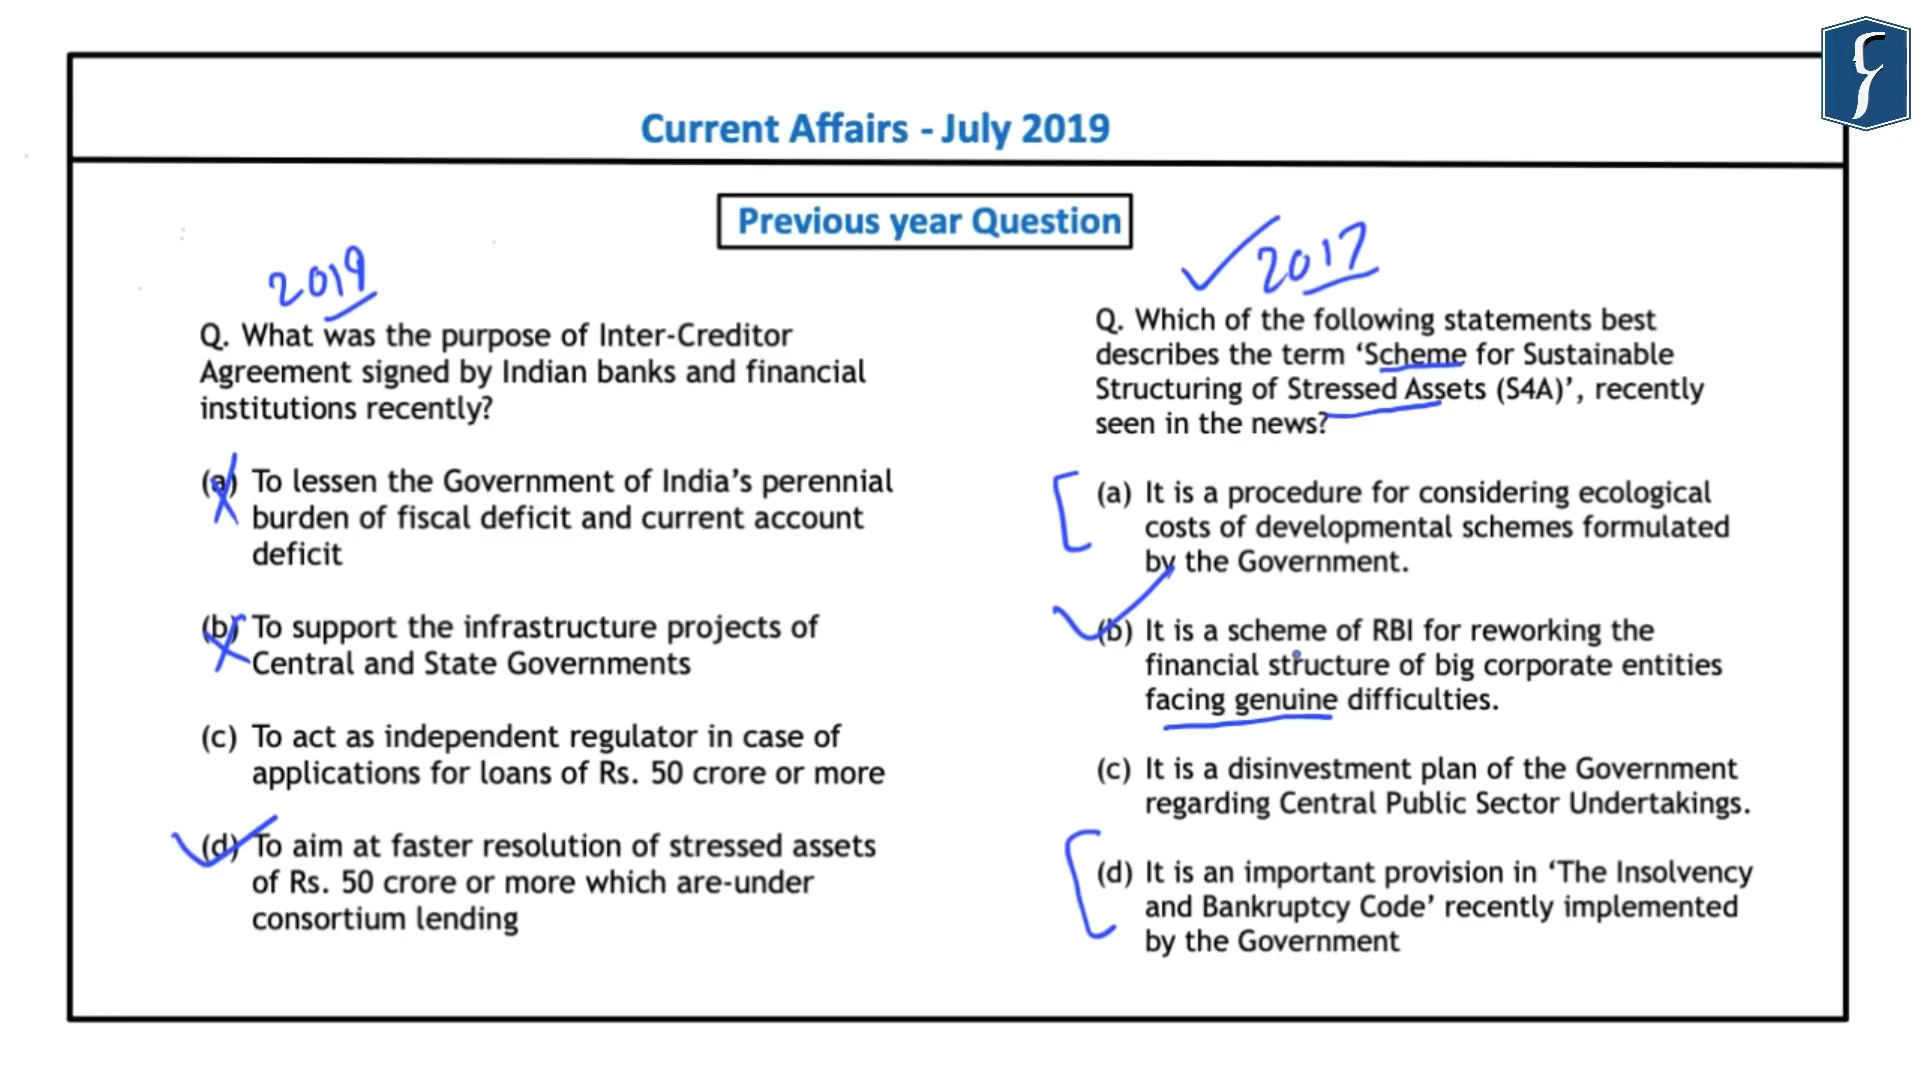 Current Affairs - July 2019
Previous year Question
2019
Q. What was the purpose of Inter-Creditor
Agreement signed by Indian banks and financial
institutions recently?
(a) To lessen the Government of India's perennial
burden of fiscal deficit and current account
deficit
(b) To support the infrastructure projects of
Central and State Governments
(c) To act as independent regulator in case of
applications for loans of Rs. 50 crore or more
(d) To aim at faster resolution of stressed assets
of Rs. 50 crore or more which are-under
consortium lending
2017
Q. Which of the following statements best
describes the term ‘Scheme for Sustainable
Structuring of Stressed Assets (S4A)’, recently
seen in the news?
(a) It is a procedure for considering ecological
costs of developmental schemes formulated
by the Government.
(b) It is a scheme of RBI for reworking the
financial structure of big corporate entities
facing genuine difficulties.
(c) It is a disinvestment plan of the Government
regarding Central Public Sector Undertakings.
(d) It is an important provision in ‘The Insolvency
and Bankruptcy Code’ recently implemented
by the Government